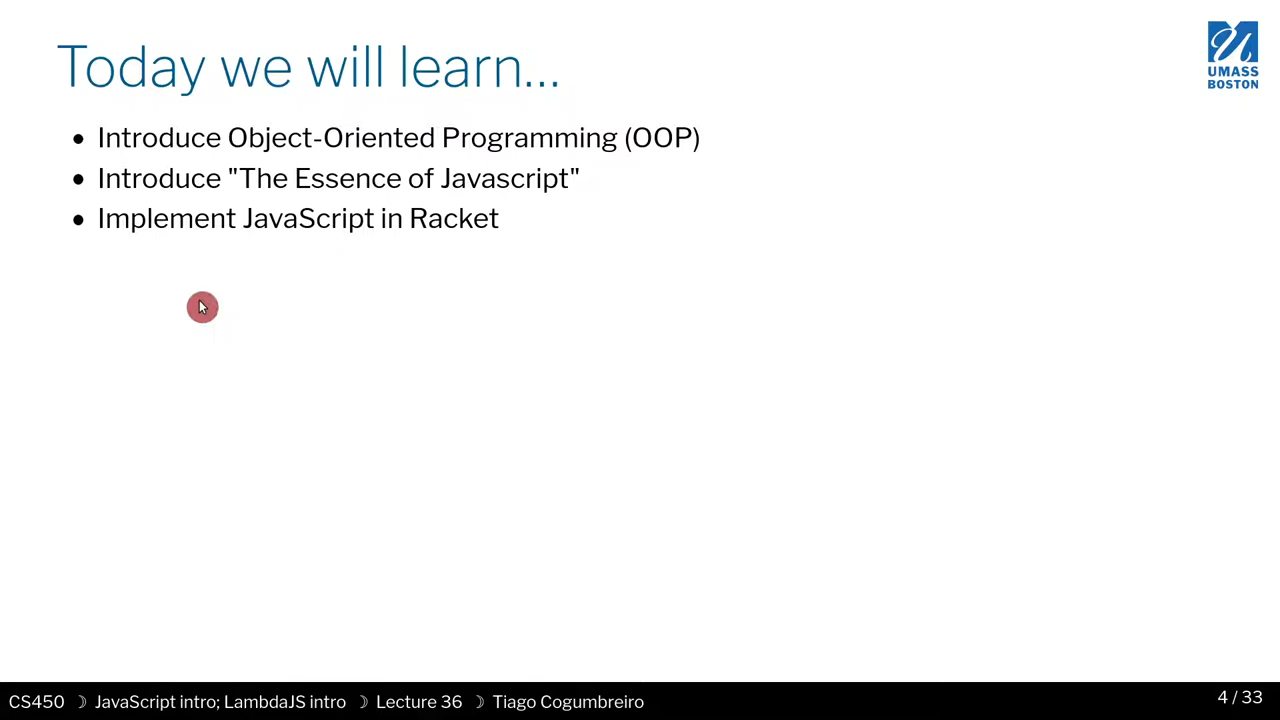 Today we will learn...
UMASS
BOSTON
• Introduce Object-Oriented Programming (OOP)
• Introduce "The Essence of Javascript"
• Implement JavaScript in Racket
CS450 ☽ JavaScript intro; LambdaJS intro ☽ Lecture 36 ☽ Tiago Cogumbreiro
4 / 33